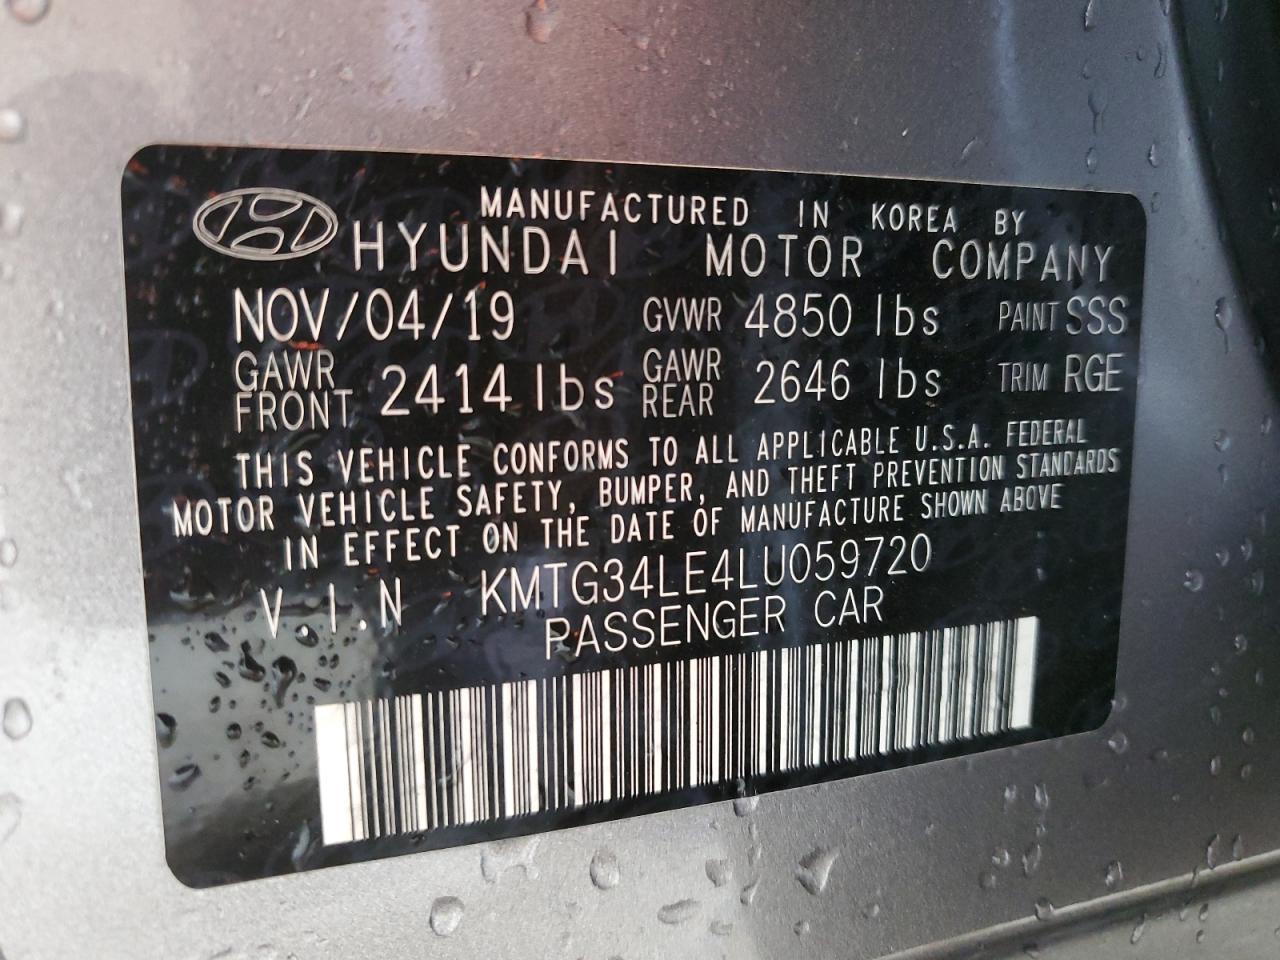 MANUFACTURED IN KOREA BY
HYUNDAI MOTOR COMPANY
NOV/04/19 GVWR 4850 lbs PAINT SSS
GAWR FRONT 2414 lbs GAWR REAR 2646 lbs TRIM RGE
THIS VEHICLE CONFORMS TO ALL APPLICABLE U.S.A. FEDERAL
MOTOR VEHICLE SAFETY, BUMPER, AND THEFT PREVENTION STANDARDS
IN EFFECT ON THE DATE OF MANUFACTURE SHOWN ABOVE
V.I.N KMTG34LE4LU059720
PASSENGER CAR